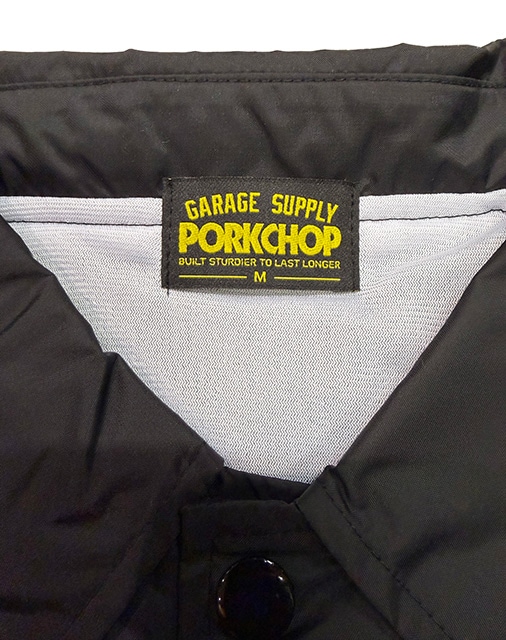 GARAGE SUPPLY
PORKCHOP
BUILT STURDIER TO LAST LONGER
M